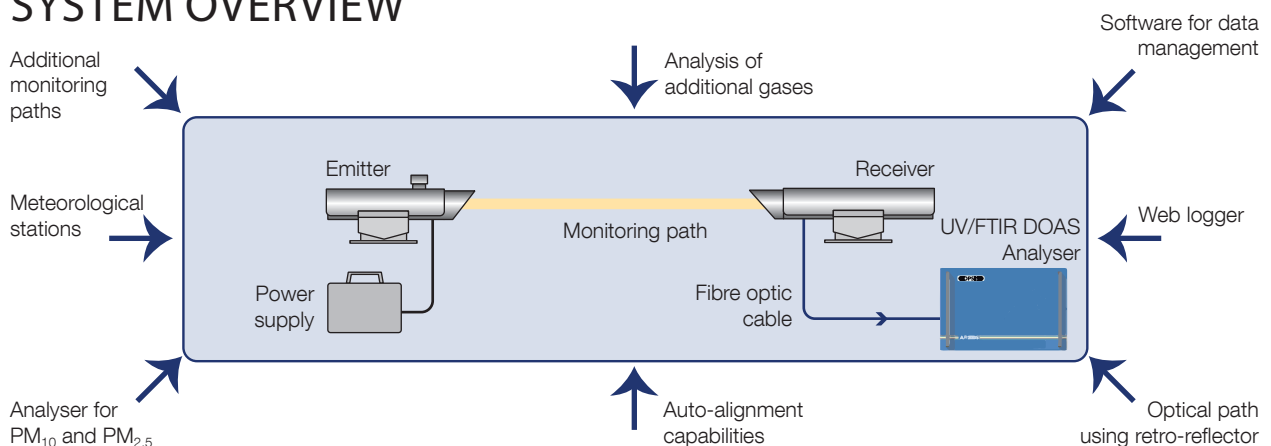 SYSTEM OVERVIEW
Additional
monitoring
paths
Analysis of
additional gases
Software for data
management
Emitter
Receiver
Meteorological
stations
Monitoring path
UV/FTIR DOAS
Analyser
Web logger
Power
supply
Fibre optic
cable
OPSIS
Analyser for
PM₁₀ and PM₂.₅
Auto-alignment
capabilities
Optical path
using retro-reflector